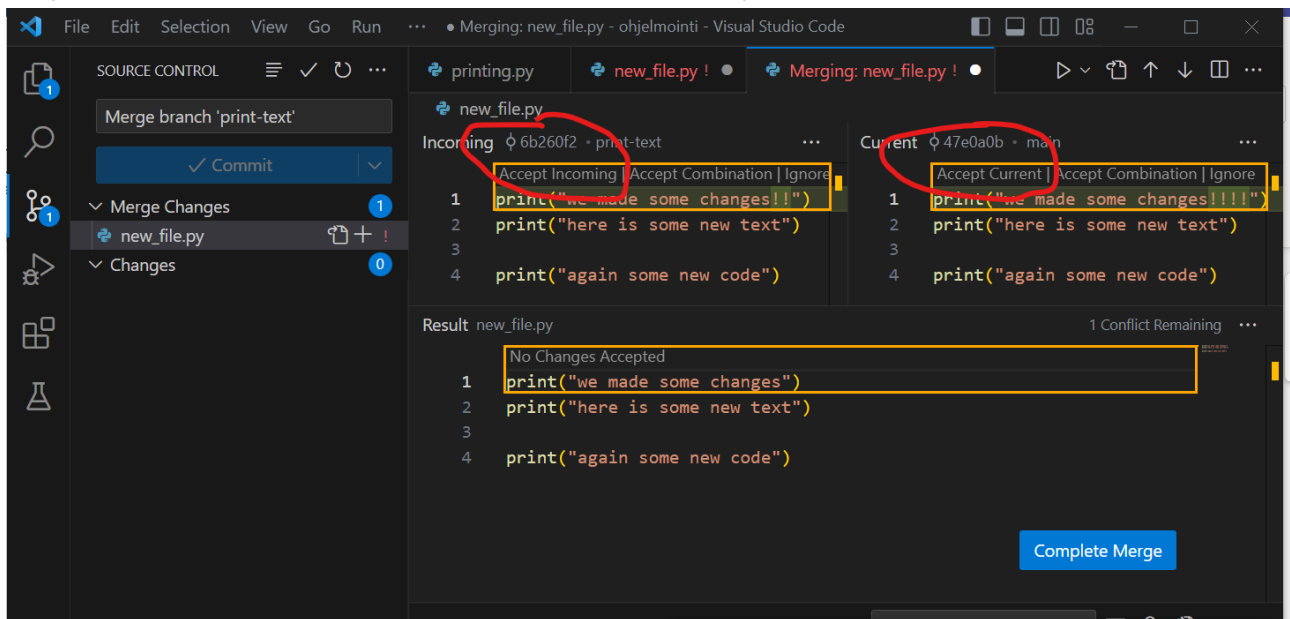 File Edit Selection View Go Run ··· ● Merging: new_file.py - ohjelmointi - Visual Studio Code
SOURCE CONTROL
printing.py new_file.py ! ● Merging: new_file.py ! ●
new_file.py
Merge branch 'print-text'
✓ Commit
Merge Changes 1
new_file.py !
Changes 0
1
1
Incoming 6b260f2 • print-text ···
Accept Incoming | Accept Combination | Ignore
1 print("we made some changes!!")
2 print("here is some new text")
3
4 print("again some new code")
Current 47e0a0b • main ···
Accept Current | Accept Combination | Ignore
1 print("we made some changes!!!!")
2 print("here is some new text")
3
4 print("again some new code")
Result new_file.py 1 Conflict Remaining ···
No Changes Accepted
1 print("we made some changes")
2 print("here is some new text")
3
4 print("again some new code")
Complete Merge